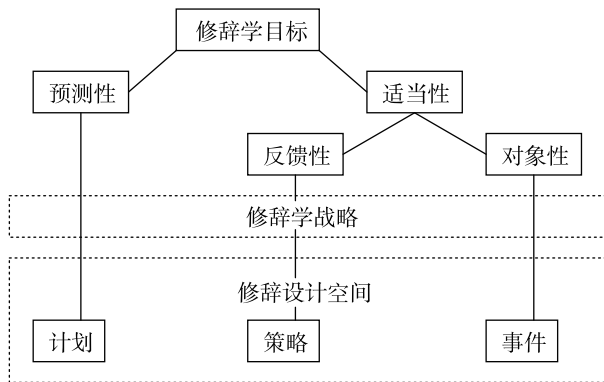 修辞学目标
预测性
适当性
反馈性
对象性
修辞学战略
修辞设计空间
计划
策略
事件